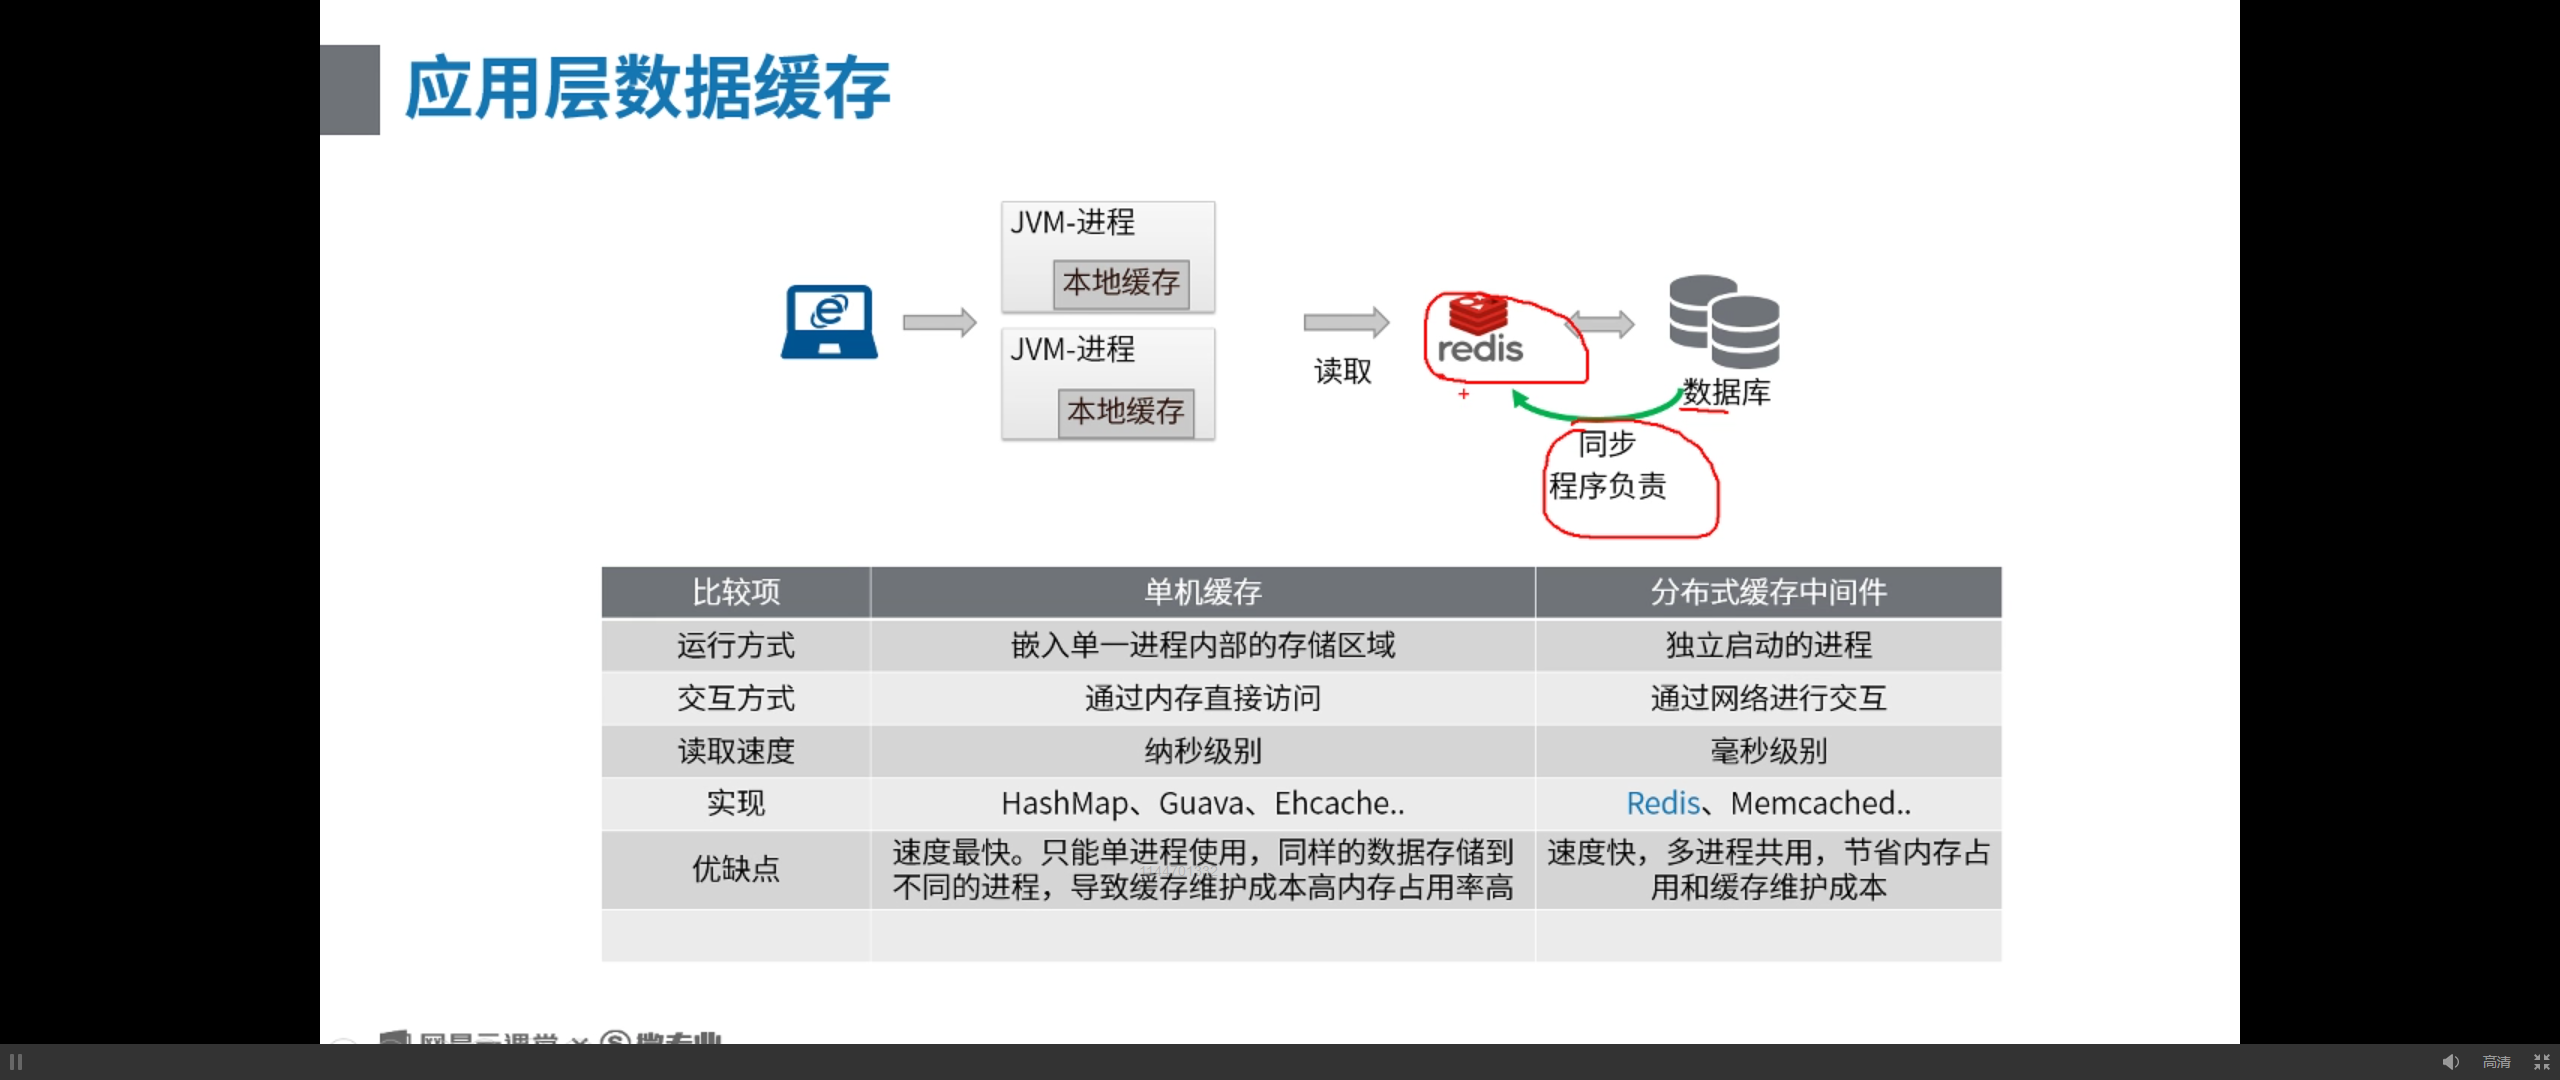 应用层数据缓存
JVM-进程
本地缓存
JVM-进程
本地缓存
读取
redis
数据库
同步
程序负责
比较项 单机缓存 分布式缓存中间件
运行方式 嵌入单一进程内部的存储区域 独立启动的进程
交互方式 通过内存直接访问 通过网络进行交互
读取速度 纳秒级别 毫秒级别
实现 HashMap、Guava、Ehcache.. Redis、Memcached..
优缺点
速度最快。只能单进程使用，同样的数据存储到
不同的进程，导致缓存维护成本高内存占用率高
速度快，多进程共用，节省内存占
用和缓存维护成本
网易云课堂 × 微专业
高清